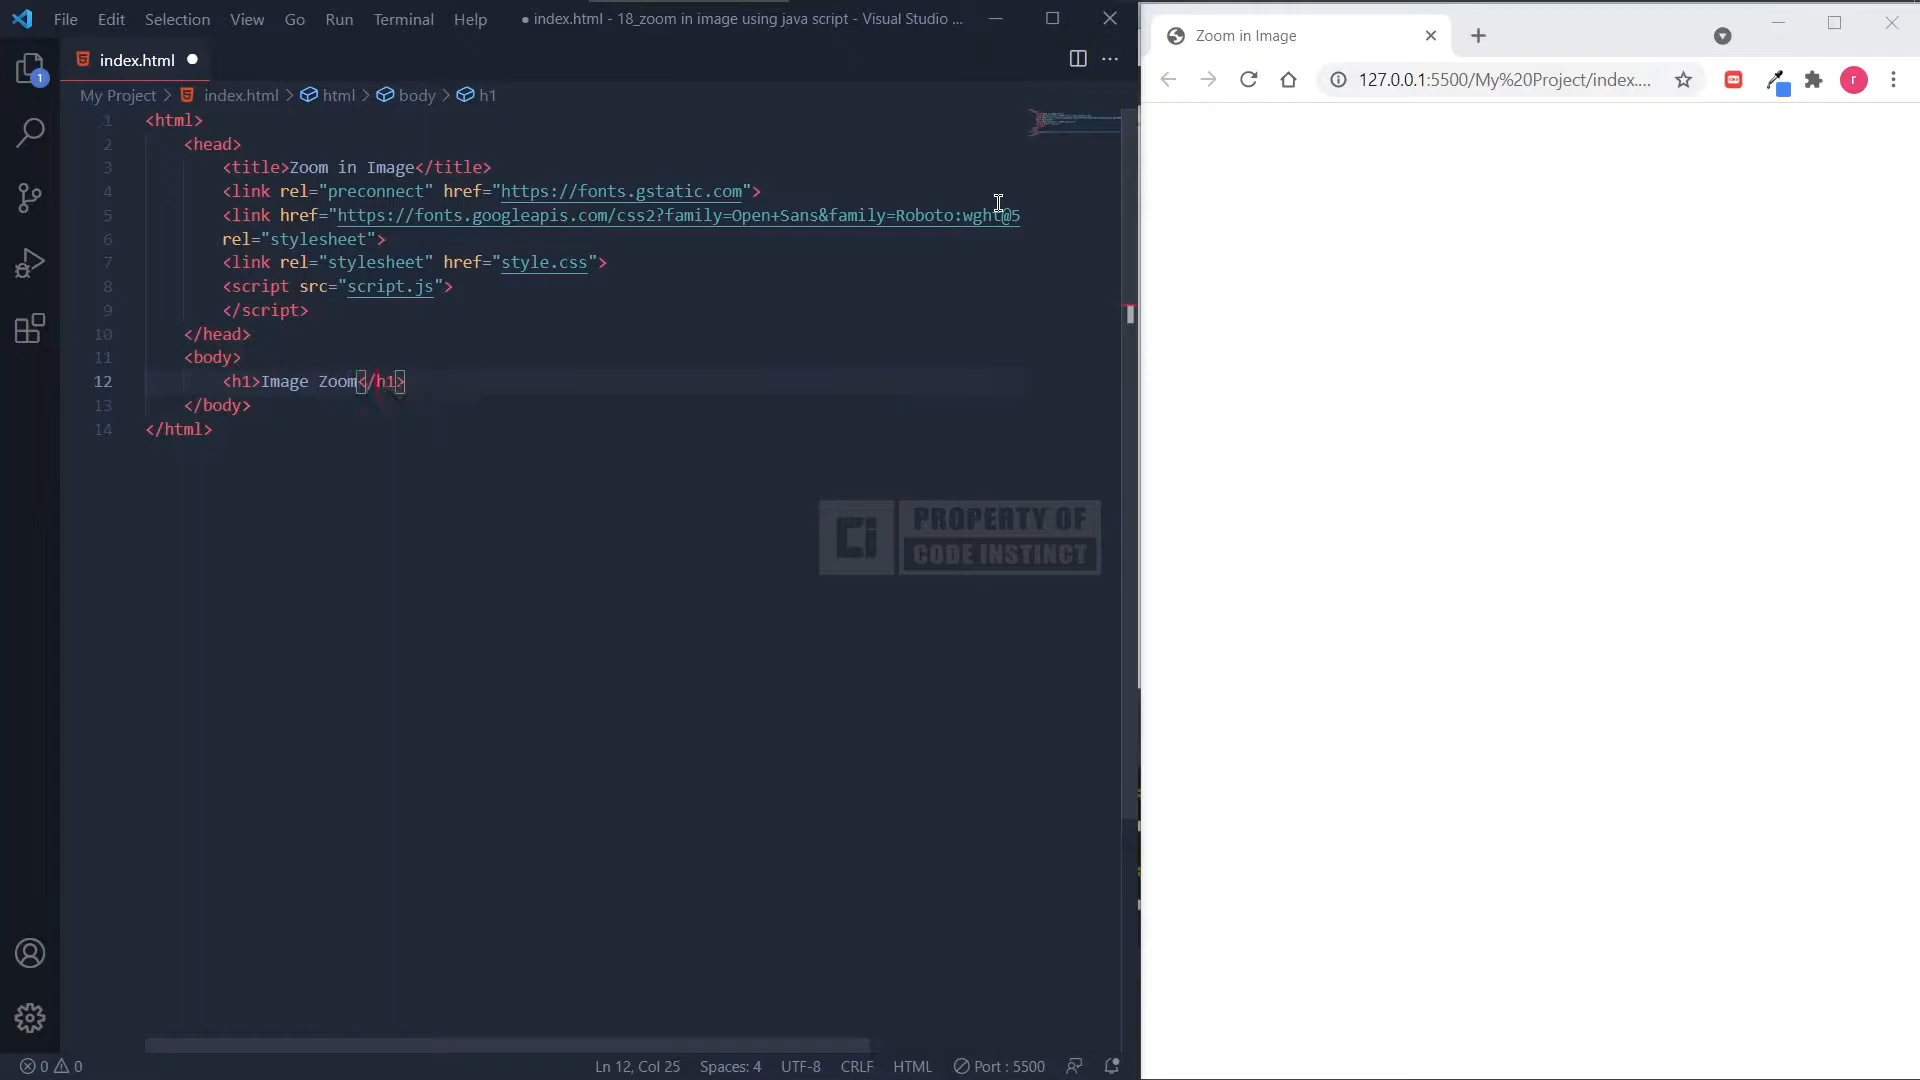 File Edit Selection View Go Run Terminal Help ● index.html - 18_zoom in image using java script - Visual Studio ...
index.html ●
My Project > index.html > html > body > h1
1 <html>
2 <head>
3 <title>Zoom in Image</title>
4 <link rel="preconnect" href="https://fonts.gstatic.com">
5 <link href="https://fonts.googleapis.com/css2?family=Open+Sans&family=Roboto:wght@5
6 rel="stylesheet">
7 <link rel="stylesheet" href="style.css">
8 <script src="script.js">
9 </script>
10 </head>
11 <body>
12 <h1>Image Zoom</h1>
13 </body>
14 </html>
1
Ci
PROPERTY OF
CODE INSTINCT
0 0 Ln 12, Col 25 Spaces: 4 UTF-8 CRLF HTML Port : 5500
Zoom in Image
127.0.0.1:5500/My%20Project/index.... r